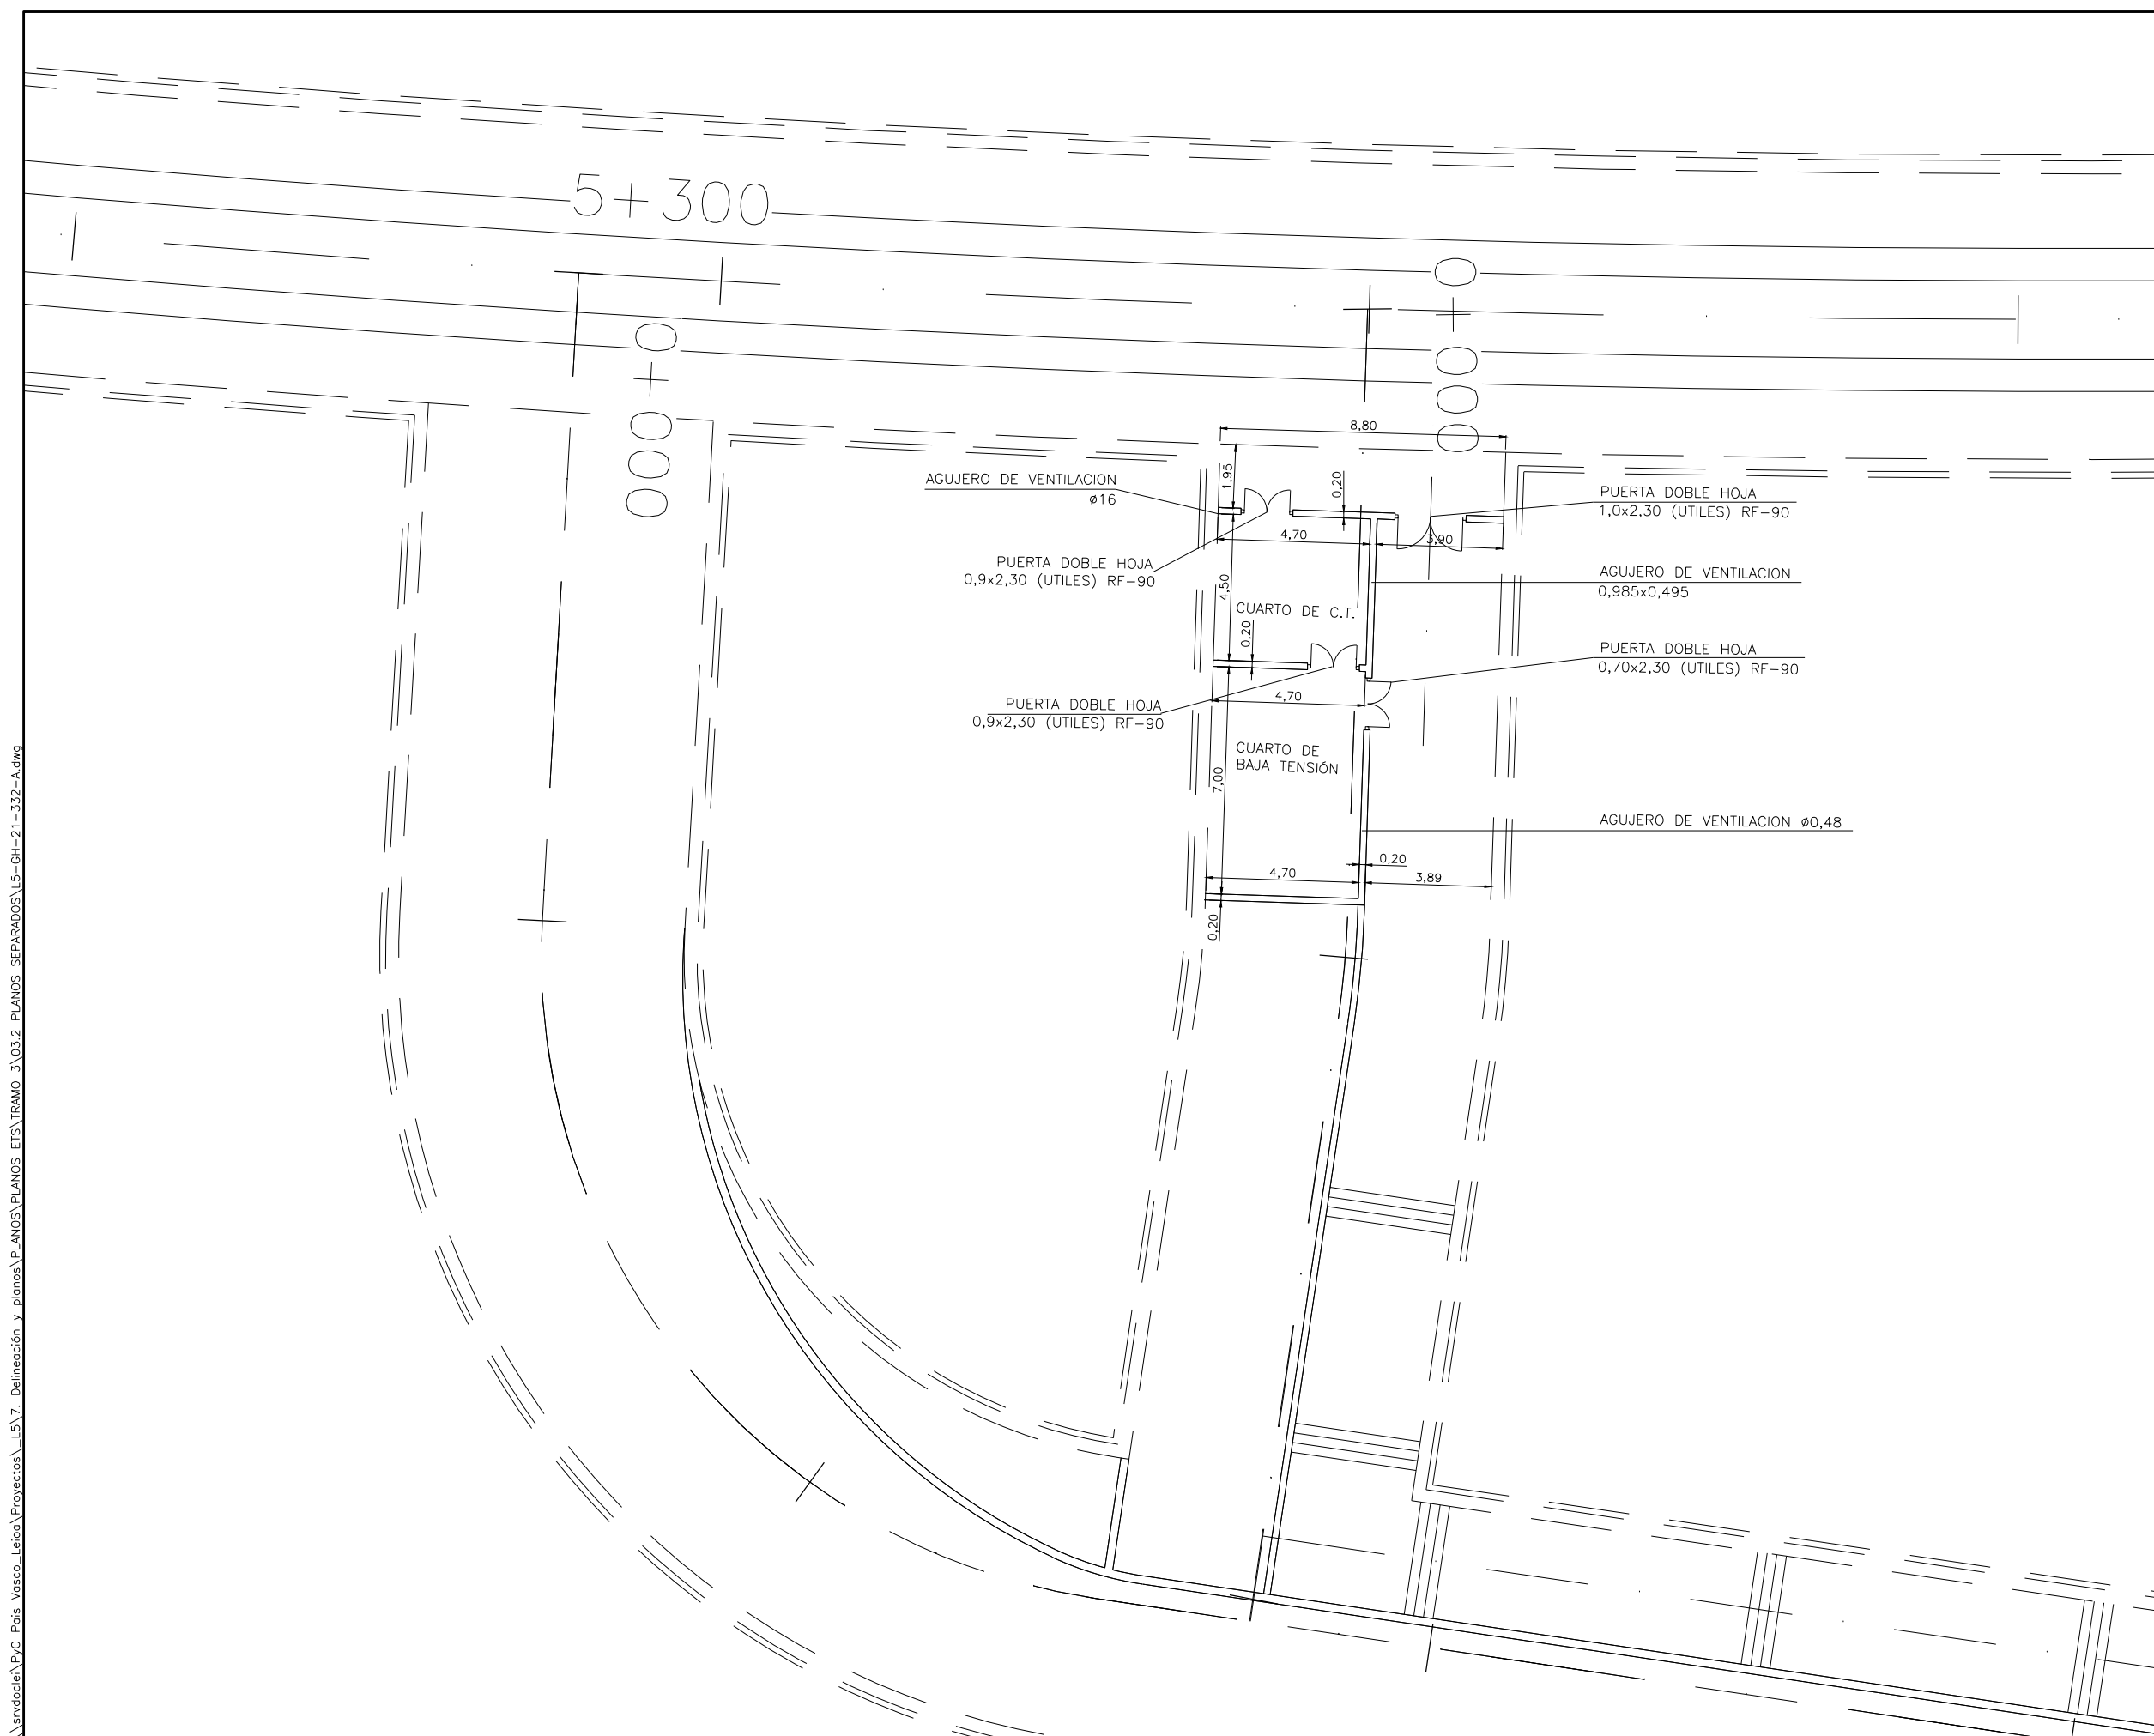 5+300
0+000
0+000
8,80
1,95
0,20
AGUJERO DE VENTILACION
ø16
PUERTA DOBLE HOJA
1,0x2,30 (UTILES) RF-90
4,70
3,90
PUERTA DOBLE HOJA
0,9x2,30 (UTILES) RF-90
AGUJERO DE VENTILACION
0,985x0,495
4,50
CUARTO DE C.T.
0,20
PUERTA DOBLE HOJA
0,70x2,30 (UTILES) RF-90
4,70
PUERTA DOBLE HOJA
0,9x2,30 (UTILES) RF-90
CUARTO DE
BAJA TENSIÓN
7,00
AGUJERO DE VENTILACION ø0,48
0,20
4,70
3,89
0,20
\srvdoclei\PyC Pais Vasco_Leioa\Proyectos\_L5\7. Delineación y planos\PLANOS\PLANOS ETS\TRAMO 3\03.2 PLANOS SEPARADOS\L5-GH-21-332-A.dwg